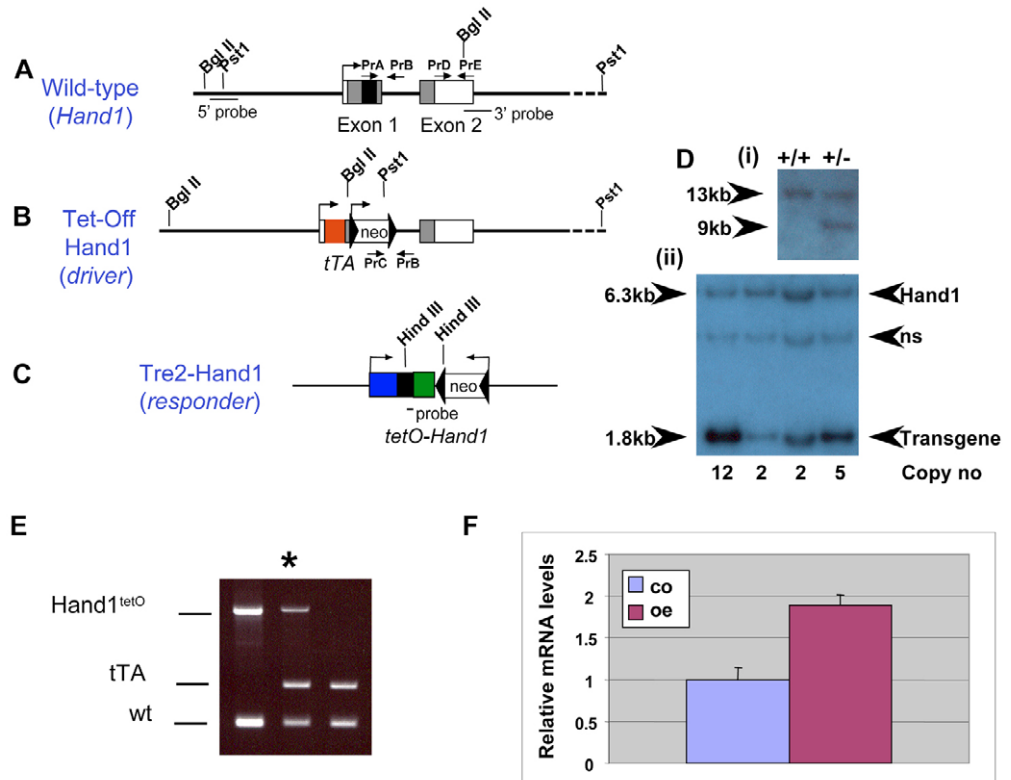 A
Wild-type
(Hand1)
Bgl II
Pst1
5' probe
PrA
PrB
PrD
PrE
Bgl II
Exon 1
Exon 2
3' probe
Pst1
B
Tet-Off
Hand1
(driver)
Bgl II
Bgl II
Pst1
tTA
neo
PrC
PrB
Pst1
C
Tre2-Hand1
(responder)
Hind III
Hind III
neo
probe
tetO-Hand1
D
(i)
+/+
+/-
13kb
9kb
(ii)
6.3kb
Hand1
ns
1.8kb
Transgene
12 2 2 5 Copy no
E
*
Hand1tetO
tTA
wt
F
Relative mRNA levels
2.5
2
1.5
1
0.5
0
co
oe